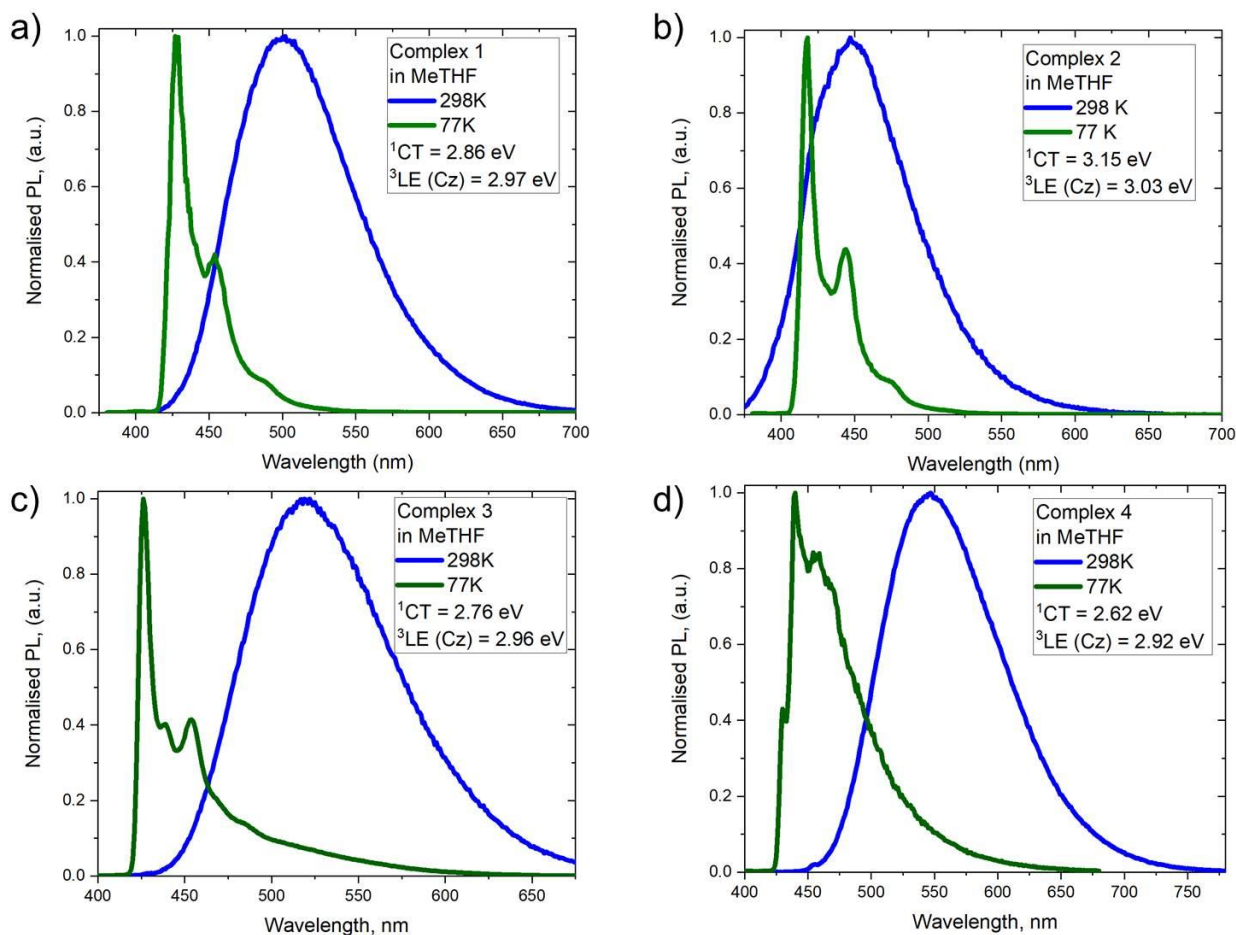 a)
Complex 1
in MeTHF
298K
77K
¹CT = 2.86 eV
³LE (Cz) = 2.97 eV
Normalised PL, (a.u.)
1.0
0.8
0.6
0.4
0.2
0.0
400 450 500 550 600 650 700
Wavelength (nm)
b)
Complex 2
in MeTHF
298 K
77 K
¹CT = 3.15 eV
³LE (Cz) = 3.03 eV
Normalised PL, (a.u.)
1.0
0.8
0.6
0.4
0.2
0.0
400 450 500 550 600 650 700
Wavelength (nm)
c)
Complex 3
in MeTHF
298K
77K
¹CT = 2.76 eV
³LE (Cz) = 2.96 eV
Normalised PL, (a.u.)
1.0
0.8
0.6
0.4
0.2
0.0
400 450 500 550 600 650
Wavelength, nm
d)
Complex 4
in MeTHF
298K
77K
¹CT = 2.62 eV
³LE (Cz) = 2.92 eV
Normalised PL, (a.u.)
1.0
0.8
0.6
0.4
0.2
0.0
400 450 500 550 600 650 700 750
Wavelength, nm